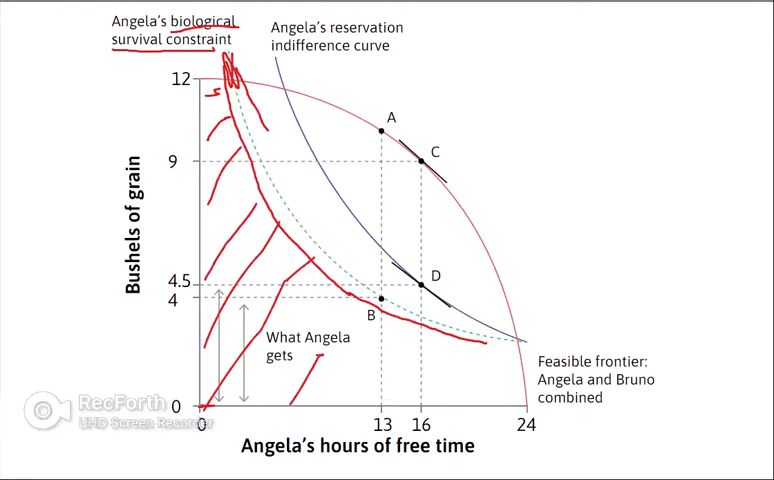 Angela's biological
survival constraint
Angela's reservation
indifference curve
12
A
C
9
Bushels of grain
4.5
D
4
B
What Angela
gets
Feasible frontier:
Angela and Bruno
combined
RecForth
UHD Screen Recorder
0
0
13
16
24
Angela's hours of free time